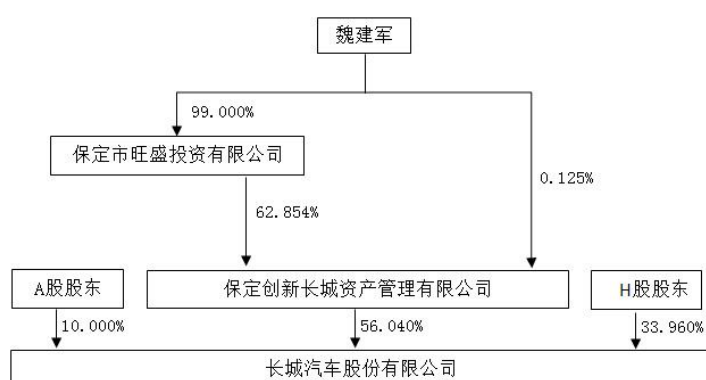 魏建军
99.000%
保定市旺盛投资有限公司
0.125%
62.854%
A股股东
保定创新长城资产管理有限公司
H股股东
10.000%
56.040%
33.960%
长城汽车股份有限公司